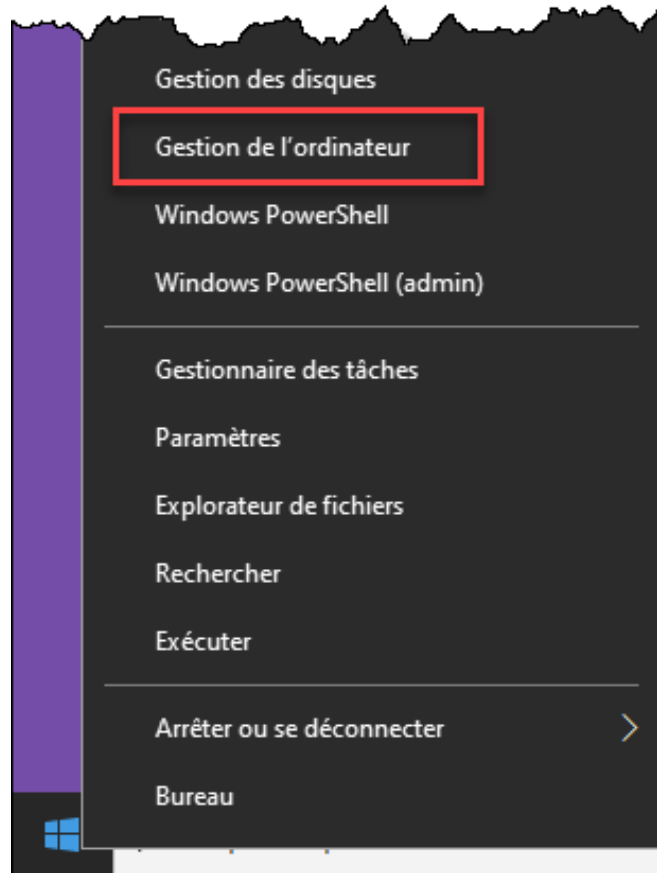 Gestion des disques
Gestion de l’ordinateur
Windows PowerShell
Windows PowerShell (admin)
Gestionnaire des tâches
Paramètres
Explorateur de fichiers
Rechercher
Exécuter
Arrêter ou se déconnecter
Bureau